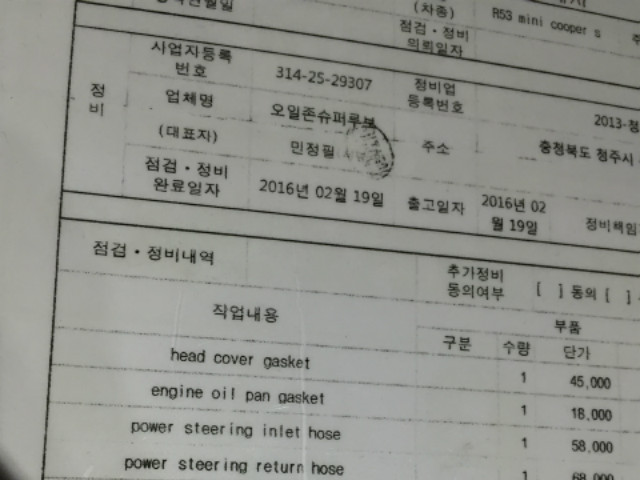 (차종) R53 mini cooper s
점검·정비
의뢰일자
정비
사업자등록
번호
314-25-29307
정비업
등록번호
2013-
업체명
오일존슈퍼루브
(대표자)
민정필
주소
충청북도 청주시
점검·정비
완료일자
2016년 02월 19일
출고일자
2016년 02
월 19일
정비책임
점검·정비내역
추가정비
동의여부
[ ] 동의 [ ]
작업내용
부품
구분 수량 단가
head cover gasket 1 45,000
engine oil pan gasket 1 18,000
power steering inlet hose 1 58,000
power steering return hose 1